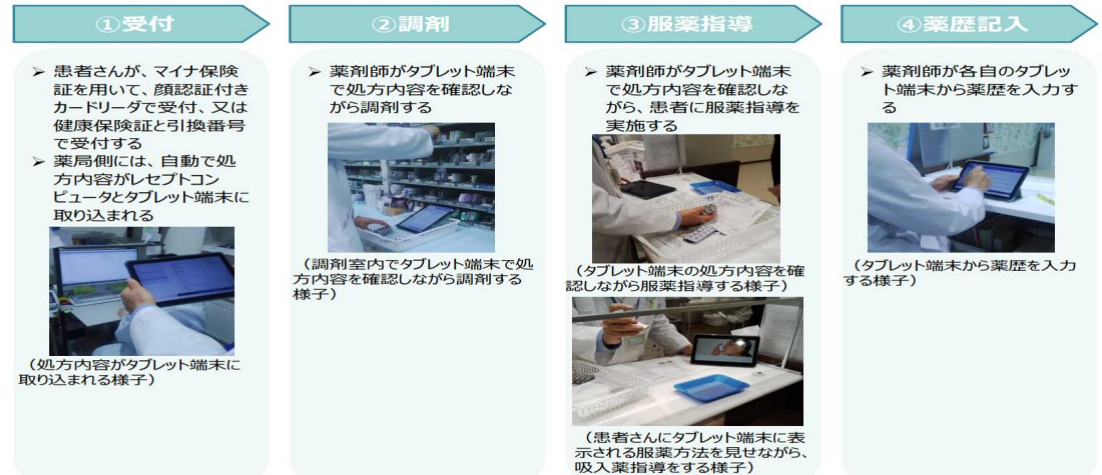 ①受付
➢ 患者さんが、マイナ保険
証を用いて、顔認証付き
カードリーダで受付、又は
健康保険証と引換番号
で受付する
➢ 薬局側には、自動で処
方内容がレセプトコン
ピュータとタブレット端末に
取り込まれる
（処方内容がタブレット端末に
取り込まれる様子）
②調剤
➢ 薬剤師がタブレット端末
で処方内容を確認しな
がら調剤する
（調剤室内でタブレット端末で処
方内容を確認しながら調剤する
様子）
③服薬指導
➢ 薬剤師がタブレット端末
で処方内容を確認しな
がら、患者に服薬指導を
実施する
（タブレット端末の処方内容を確
認しながら服薬指導する様子）
（患者さんにタブレット端末に表
示される服薬方法を見せながら、
吸入薬指導をする様子）
④薬歴記入
➢ 薬剤師が各自のタブレッ
ト端末から薬歴を入力す
る
（タブレット端末から薬歴を入力
する様子）